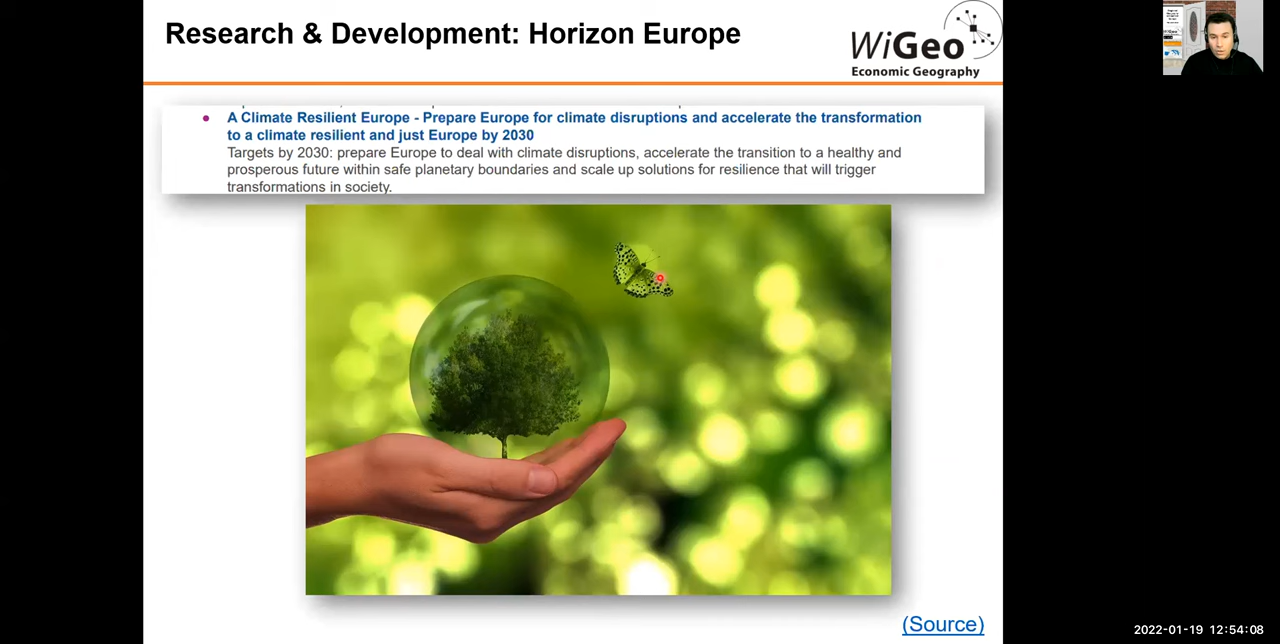 Research & Development: Horizon Europe
WiGeo
Economic Geography
• A Climate Resilient Europe - Prepare Europe for climate disruptions and accelerate the transformation
to a climate resilient and just Europe by 2030
Targets by 2030: prepare Europe to deal with climate disruptions, accelerate the transition to a healthy and
prosperous future within safe planetary boundaries and scale up solutions for resilience that will trigger
transformations in society.
(Source)
2022-01-19 12:54:08